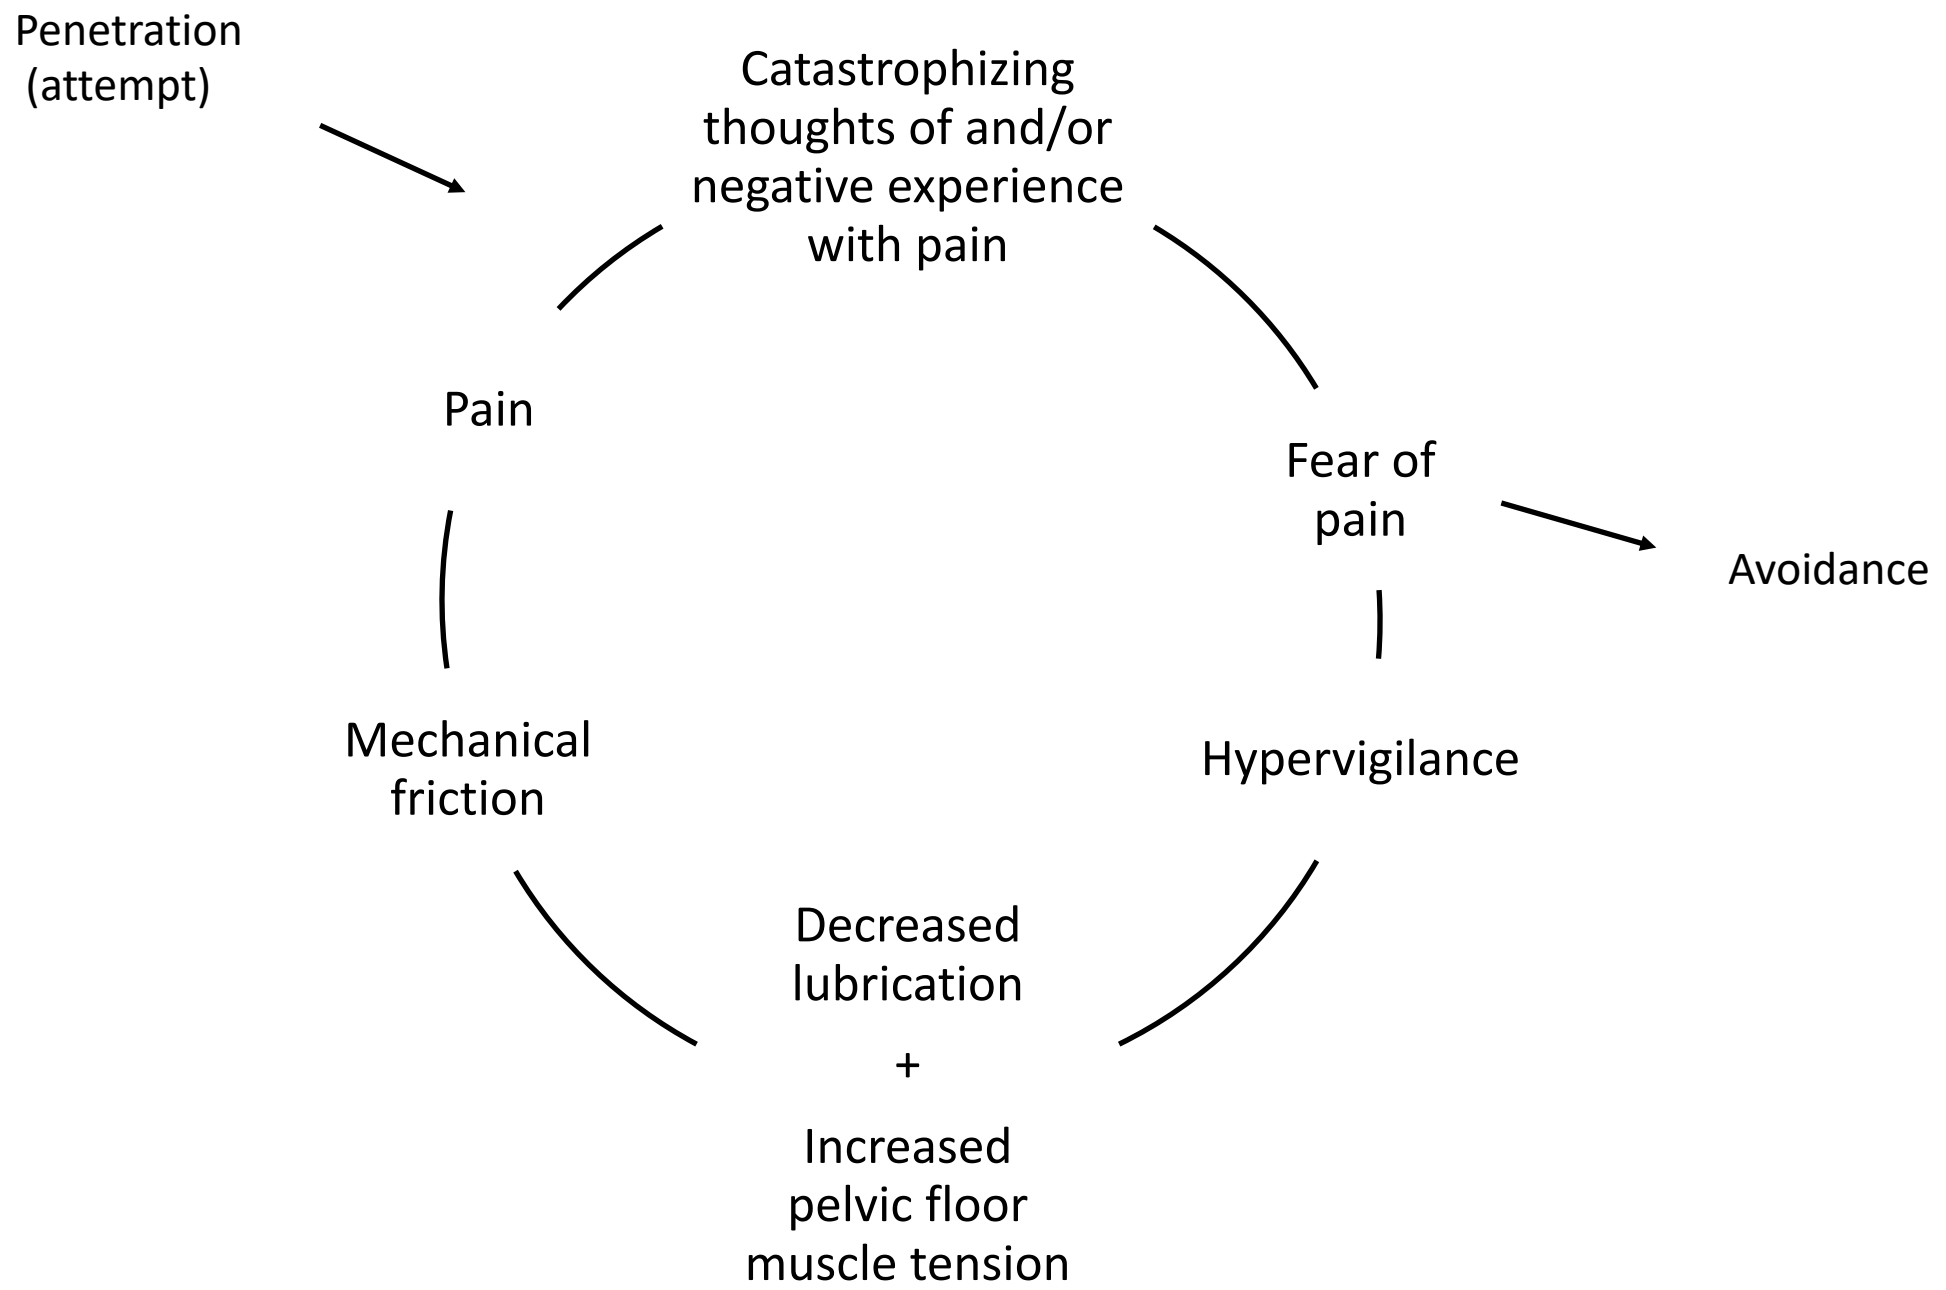 Penetration
(attempt)
Catastrophizing
thoughts of and/or
negative experience
with pain
Pain
Fear of
pain
Avoidance
Mechanical
friction
Hypervigilance
Decreased
lubrication
+
Increased
pelvic floor
muscle tension